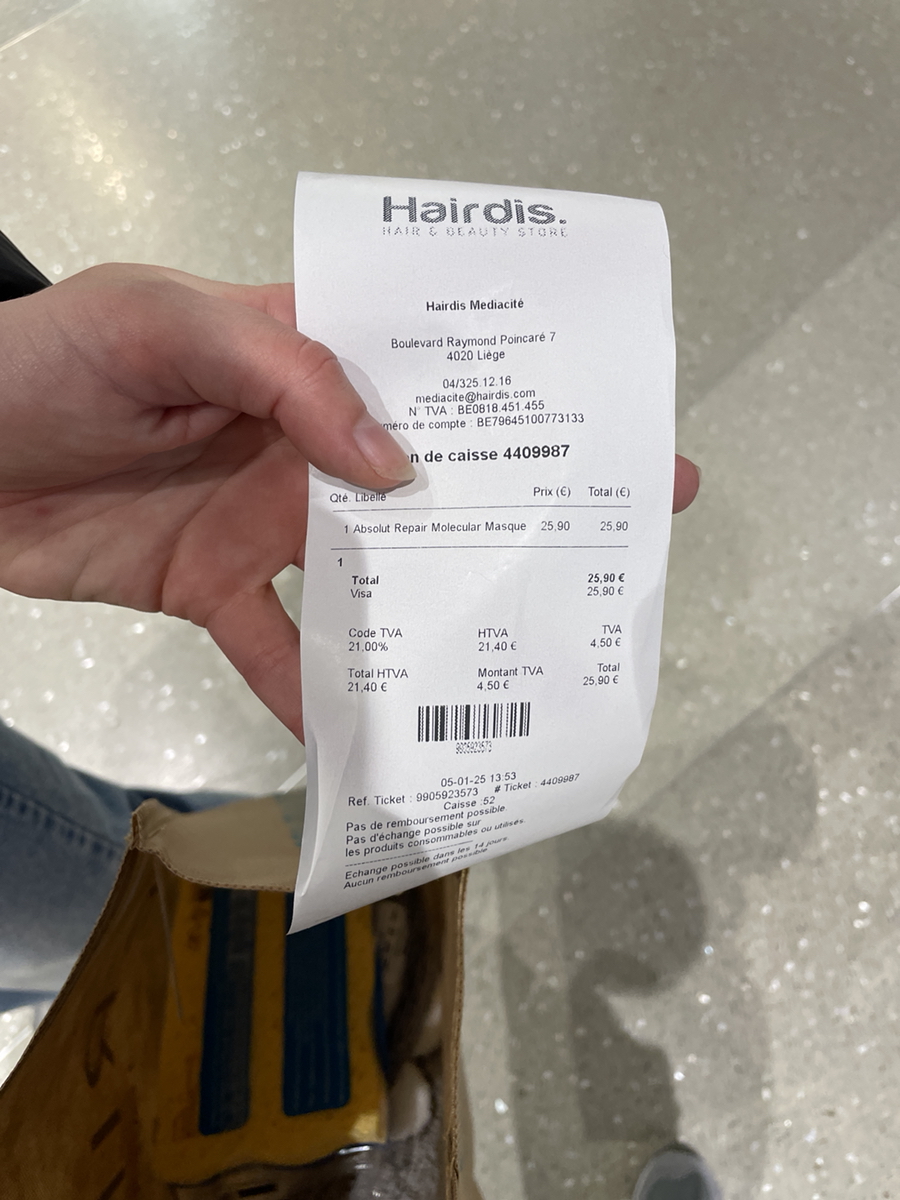 Hairdis.
HAIR & BEAUTY STORE
Hairdis Mediacité
Boulevard Raymond Poincaré 7
4020 Liège
04/325.12.16
mediacite@hairdis.com
N° TVA : BE0818.451.455
méro de compte : BE79645100773133
n de caisse 4409987
Qté. Libellé Prix (€) Total (€)
1 Absolut Repair Molecular Masque 25,90 25,90
1
Total 25,90 €
Visa 25,90 €
Code TVA HTVA TVA
21.00% 21,40 € 4,50 €
Total HTVA Montant TVA Total
21,40 € 4,50 € 25,90 €
9905923573
05-01-25 13:53
Ref. Ticket : 9905923573 # Ticket : 4409987
Caisse :52
Pas de remboursement possible
Pas d'échange possible sur
les produits consommables ou utilisés.
Echange possible dans les 14 jours.
Aucun remboursement possible.